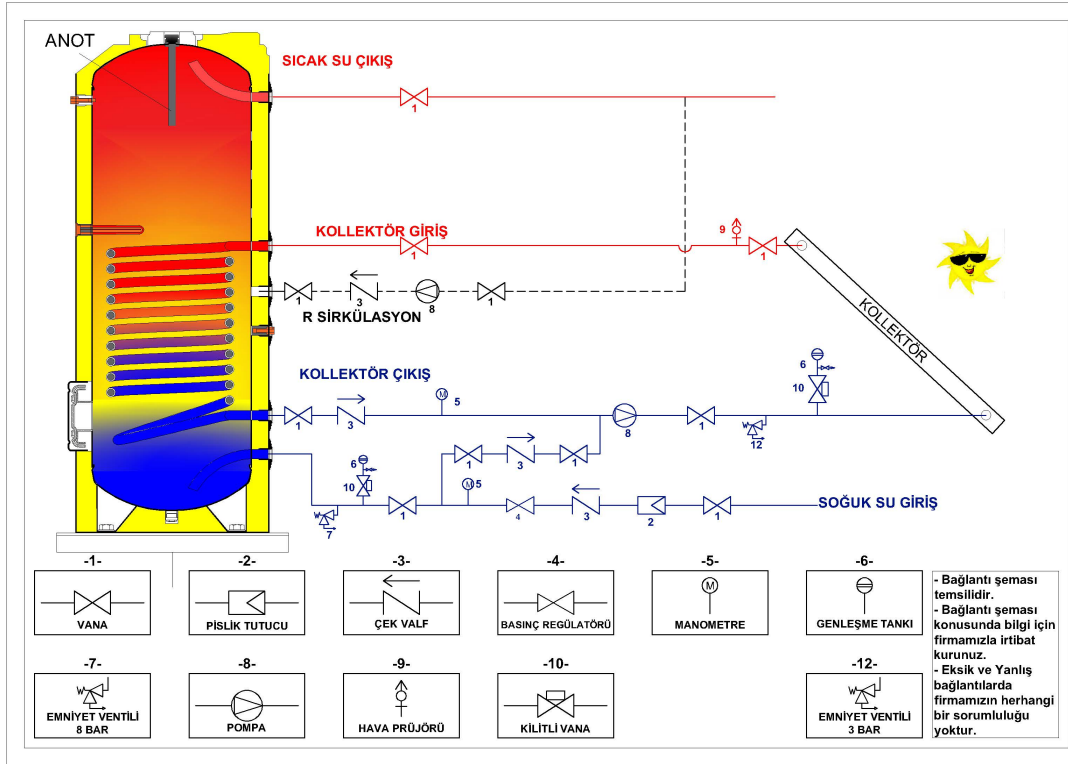 ANOT
SICAK SU ÇIKIŞ
1
KOLLEKTÖR GİRİŞ
1
9
1
1
3
8
1
R SİRKÜLASYON
KOLLEKTÖR
KOLLEKTÖR ÇIKIŞ
6
10
M
5
1
3
8
1
W
12
1
3
1
6
10
M
5
W
7
1
4
3
2
1
SOĞUK SU GİRİŞ
-1-
VANA
-2-
PİSLİK TUTUCU
-3-
ÇEK VALF
-4-
BASINÇ REGÜLATÖRÜ
-5-
M
MANOMETRE
-6-
GENLEŞME TANKI
-7-
W
EMNİYET VENTİLİ
8 BAR
-8-
POMPA
-9-
HAVA PRÜJÖRÜ
-10-
KİLİTLİ VANA
-12-
W
EMNİYET VENTİLİ
3 BAR
- Bağlantı şeması
temsilidir.
- Bağlantı şeması
konusunda bilgi için
firmamızla irtibat
kurunuz.
- Eksik ve Yanlış
bağlantılarda
firmamızın herhangi
bir sorumluluğu
yoktur.